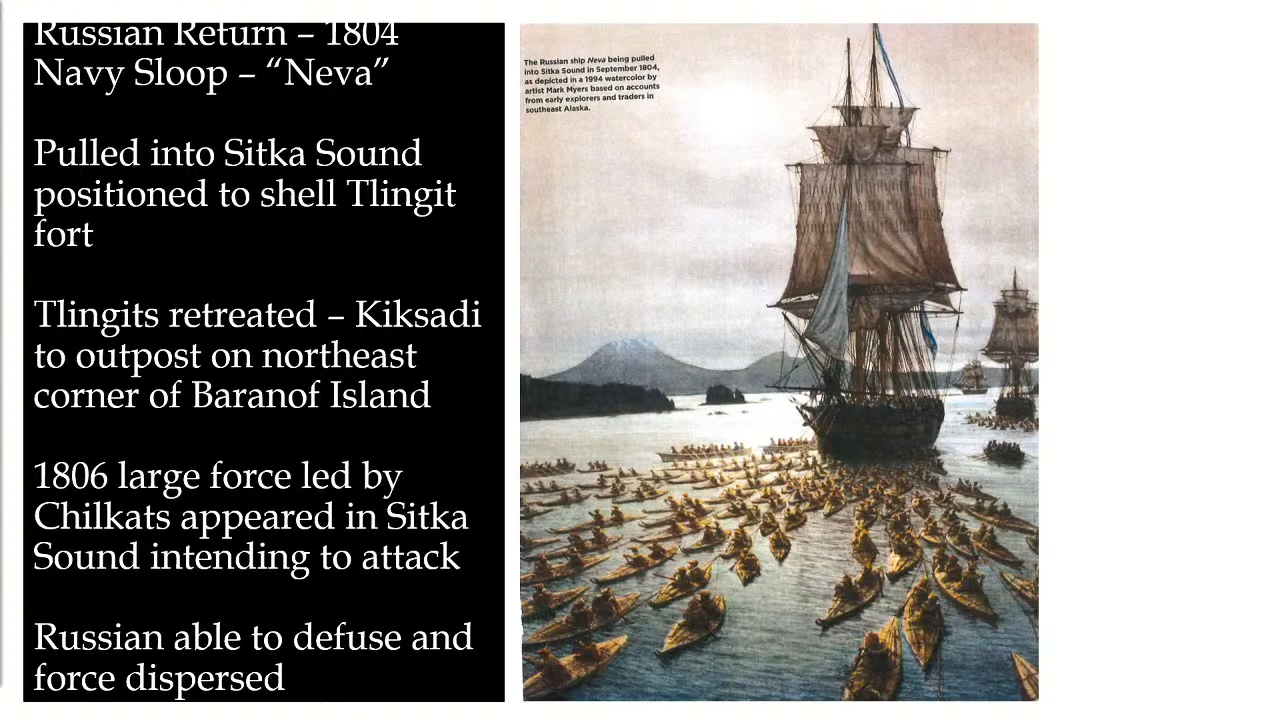 Russian Return – 1804
Navy Sloop – “Neva”
Pulled into Sitka Sound
positioned to shell Tlingit
fort
Tlingits retreated – Kiksadi
to outpost on northeast
corner of Baranof Island
1806 large force led by
Chilkats appeared in Sitka
Sound intending to attack
Russian able to defuse and
force dispersed
The Russian ship Neva being pulled
into Sitka Sound in September 1804,
as depicted in a 1994 watercolor by
artist Mark Myers based on accounts
from early explorers and traders in
southeast Alaska.